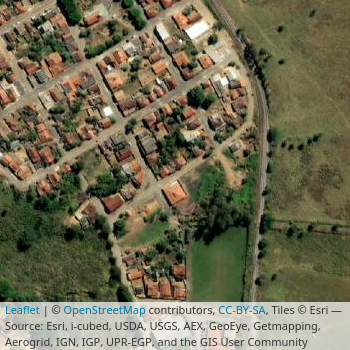 Leaflet | © OpenStreetMap contributors, CC-BY-SA, Tiles © Esri —
Source: Esri, i-cubed, USDA, USGS, AEX, GeoEye, Getmapping,
Aerogrid, IGN, IGP, UPR-EGP, and the GIS User Community